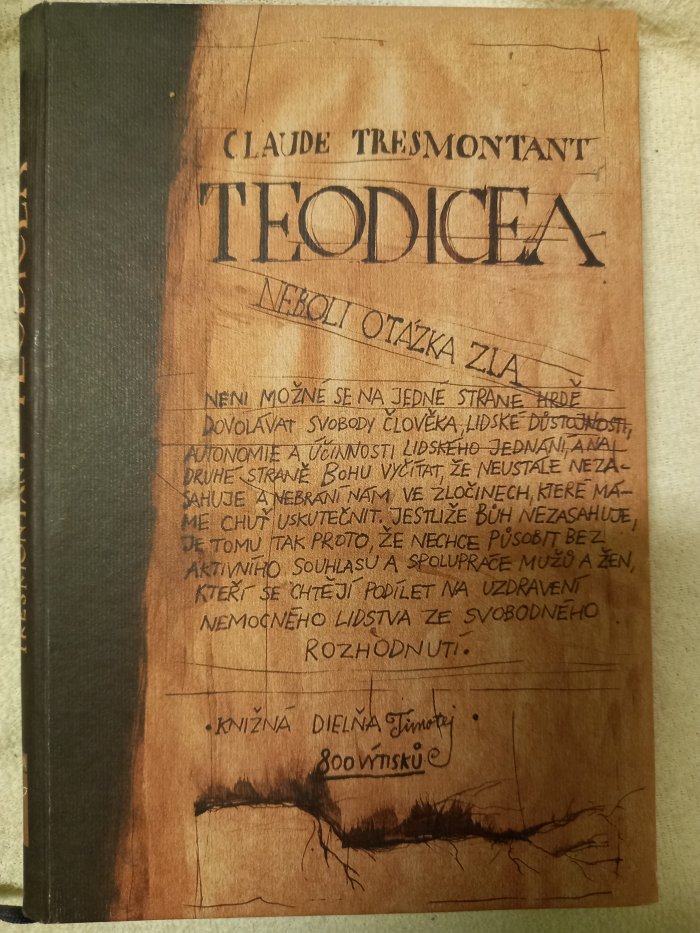 CLAUDE TRESMONTANT
TEODICEA
NEBOLI OTÁZKA ZLA
NENÍ MOŽNÉ SE NA JEDNÉ STRANE HRDĚ
DOVOLÁVAT SVOBODY ČLOVĚKA, LIDSKÉ DŮSTOJNOSTI,
AUTONOMIE A ÚČINNOSTI LIDSKÉHO JEDNÁNÍ, A NA
DRUHÉ STRANĚ BOHU VYČÍTAT, ŽE NEUSTÁLE NEZA-
SAHUJE A NEBRÁNÍ NÁM VE ZLOČINECH, KTERÉ MÁ-
ME CHUŤ USKUTEČNIT. JESTLIŽE BŮH NEZASAHUJE,
JE TOMU TAK PROTO, ŽE NECHCE PŮSOBIT BEZ
AKTIVNÍHO SOUHLASU A SPOLUPRÁCE MUŽŮ A ŽEN,
KTEŘÍ SE CHTĚJÍ PODÍLET NA UZDRAVENÍ
NEMOCNÉHO LIDSTVA ZE SVOBODNÉHO
ROZHODNUTÍ.
• KNIŽNÁ DIELŇA Timotej •
800 VÝTISKŮ
TRESMONTANT TEODICEA